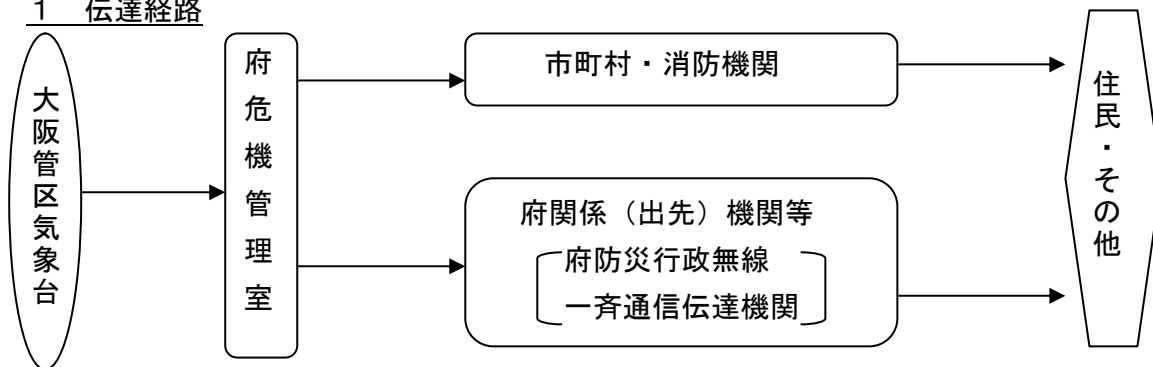 1 伝達経路
大阪管区気象台
府危機管理室
市町村・消防機関
府関係(出先)機関等
府防災行政無線
一斉通信伝達機関
住民・その他